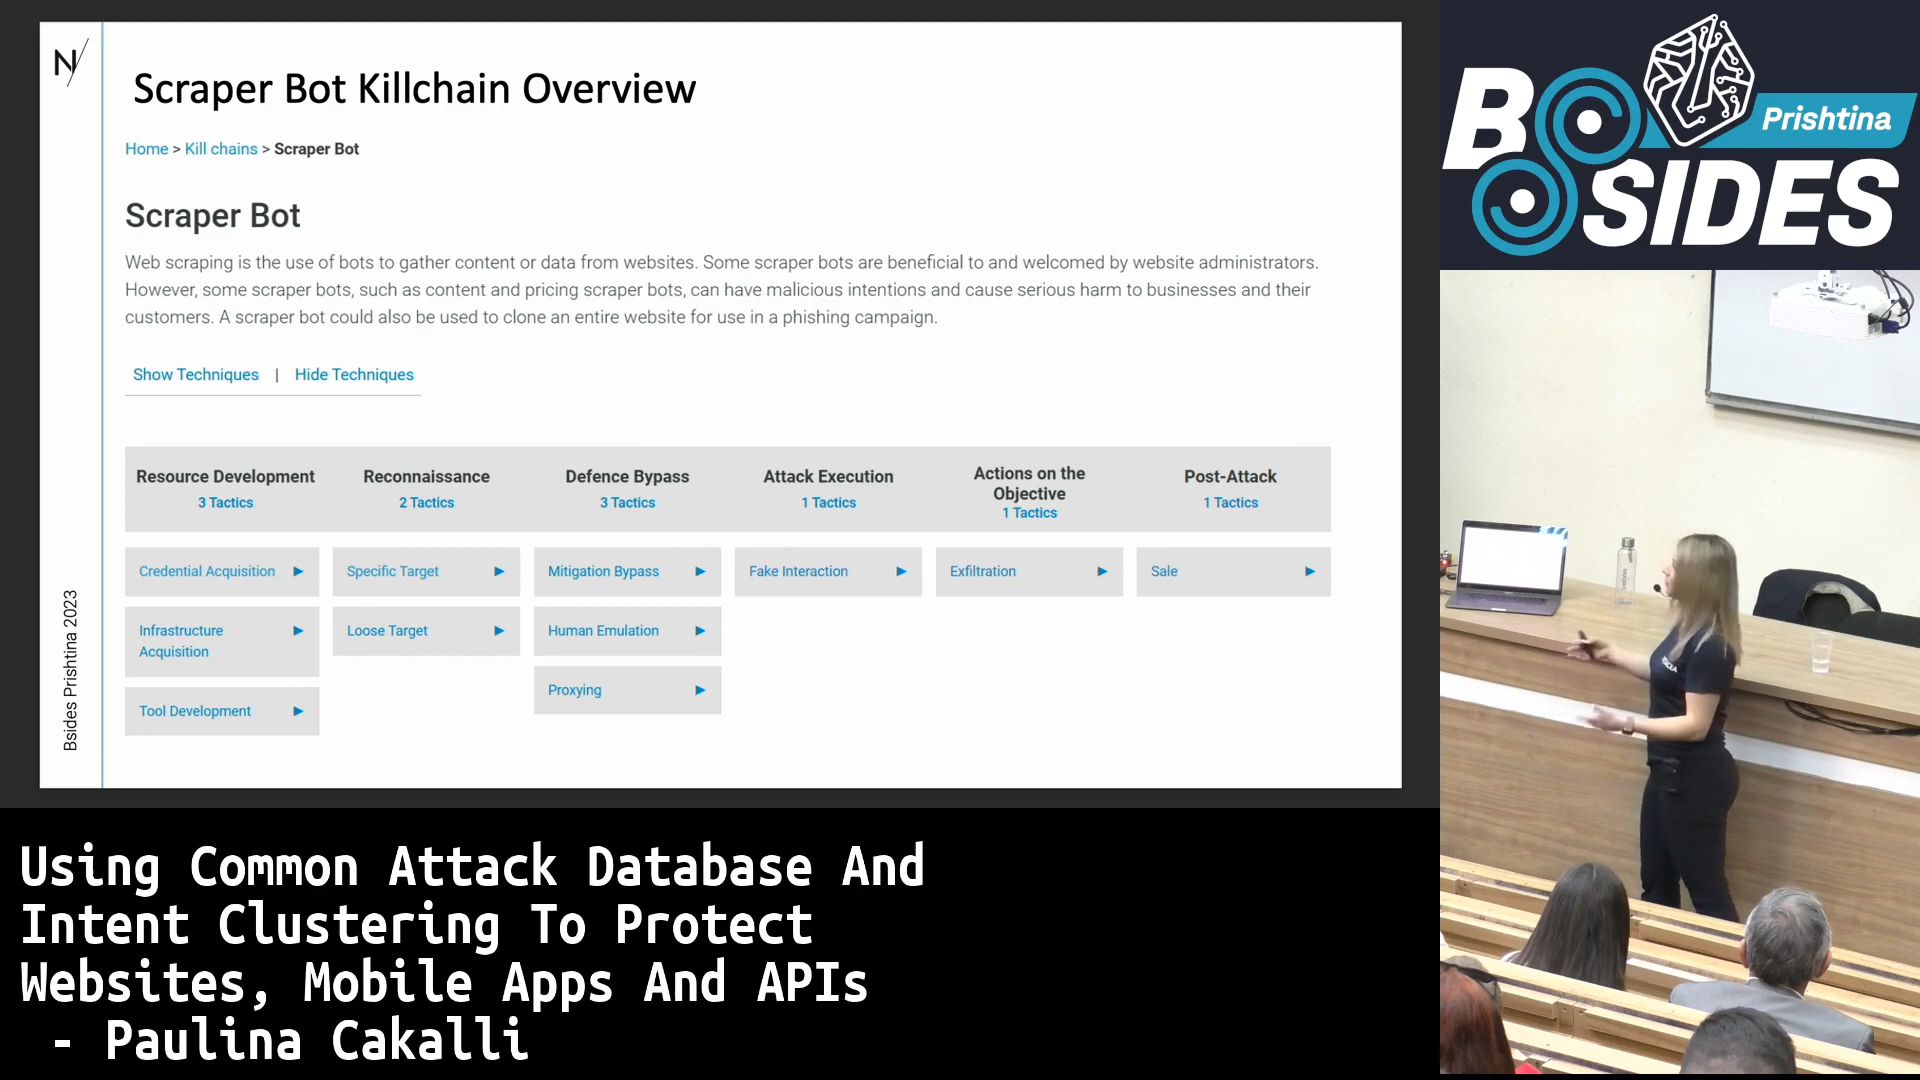 N/
Scraper Bot Killchain Overview
Home > Kill chains > Scraper Bot
Scraper Bot
Web scraping is the use of bots to gather content or data from websites. Some scraper bots are beneficial to and welcomed by website administrators.
However, some scraper bots, such as content and pricing scraper bots, can have malicious intentions and cause serious harm to businesses and their
customers. A scraper bot could also be used to clone an entire website for use in a phishing campaign.
Show Techniques | Hide Techniques
Resource Development
3 Tactics
Reconnaissance
2 Tactics
Defence Bypass
3 Tactics
Attack Execution
1 Tactics
Actions on the
Objective
1 Tactics
Post-Attack
1 Tactics
Credential Acquisition
Infrastructure
Acquisition
Tool Development
Specific Target
Loose Target
Mitigation Bypass
Human Emulation
Proxying
Fake Interaction
Exfiltration
Sale
Bsides Prishtina 2023
BSIDES
Prishtina
Using Common Attack Database And
Intent Clustering To Protect
Websites, Mobile Apps And APIs
- Paulina Cakalli